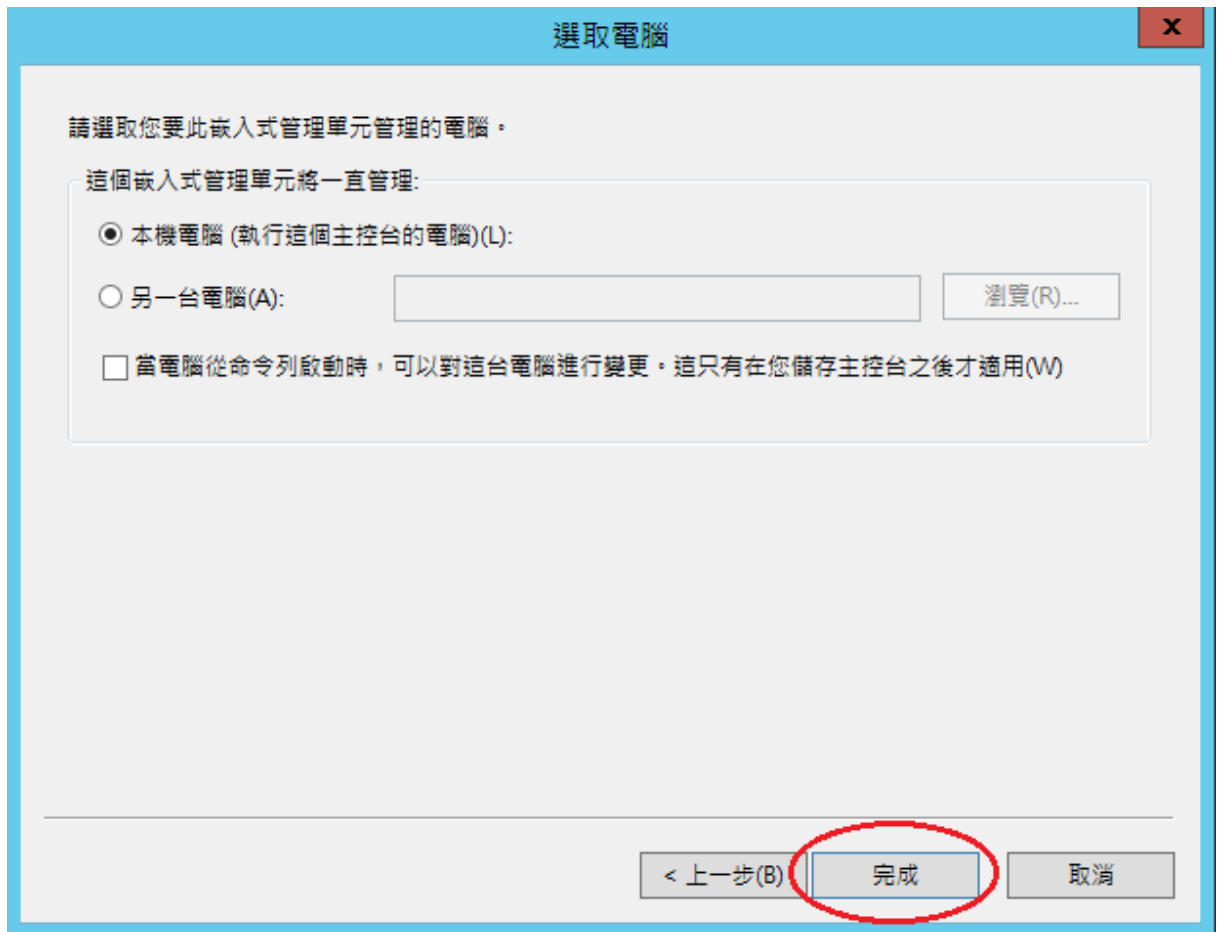 選取電腦
x
請選取您要此嵌入式管理單元管理的電腦。
這個嵌入式管理單元將一直管理:
本機電腦 (執行這個主控台的電腦)(L):
另一台電腦(A):
瀏覽(R)...
當電腦從命令列啟動時，可以對這台電腦進行變更。這只有在您儲存主控台之後才適用(W)
< 上一步(B)
完成
取消